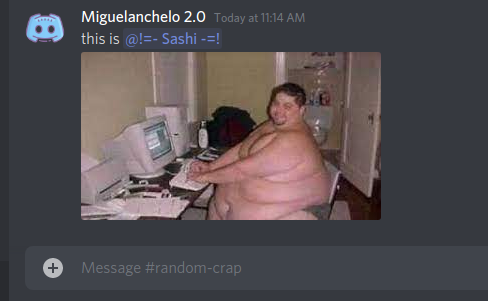 Miguelanchelo 2.0 Today at 11:14 AM
this is @!=- Sashi -=!
Message #random-crap